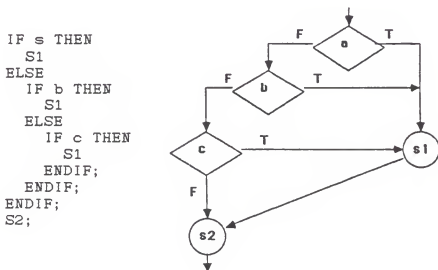 IF s THEN
S1
ELSE
IF b THEN
S1
ELSE
IF c THEN
S1
ENDIF;
ENDIF;
ENDIF;
S2;
F
a
T
F
b
T
c
T
s1
F
s2